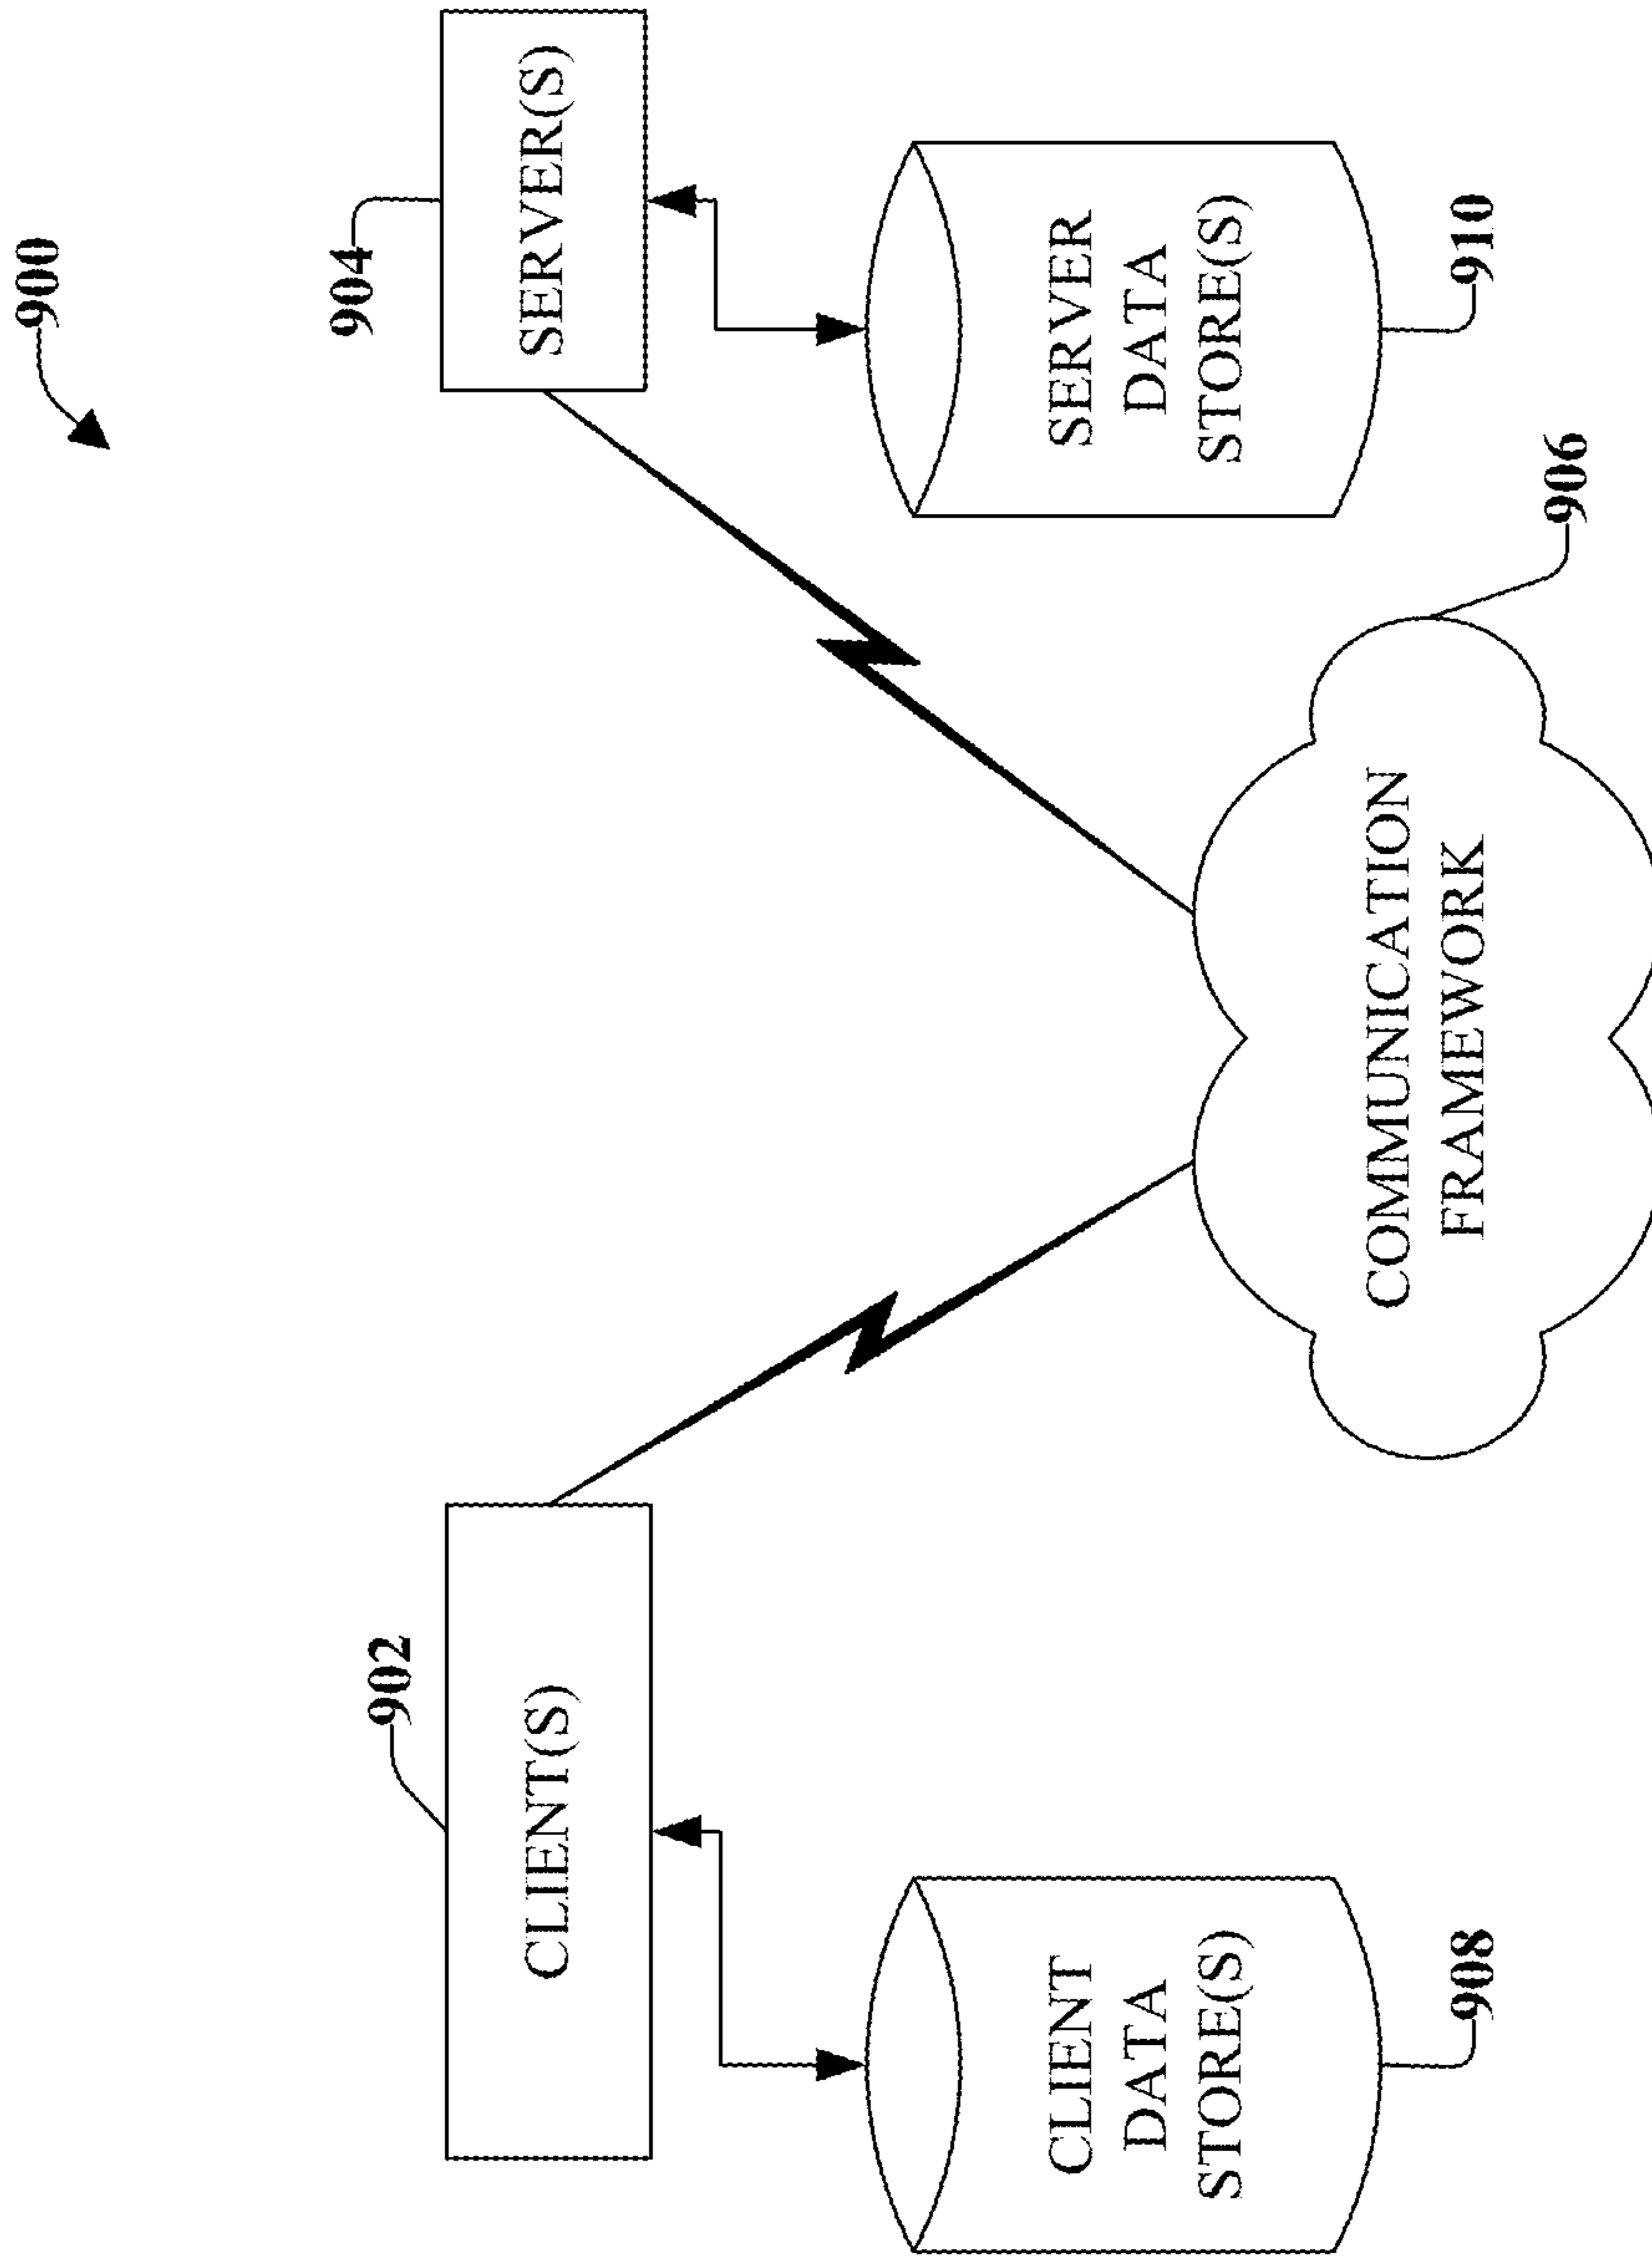 900
902
904
CLIENT(S)
SERVER(S)
CLIENT
DATA
STORE(S)
908
SERVER
DATA
STORE(S)
910
COMMUNICATION
FRAMEWORK
906